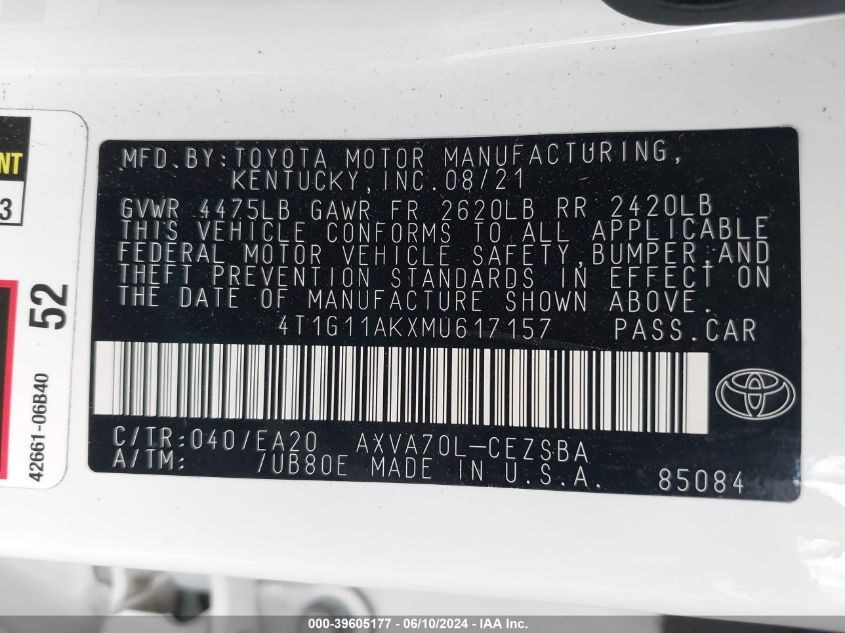 MFD. BY: TOYOTA MOTOR MANUFACTURING,
KENTUCKY, INC. 08/21
GVWR 4475LB GAWR FR 2620LB RR 2420LB
THIS VEHICLE CONFORMS TO ALL APPLICABLE
FEDERAL MOTOR VEHICLE SAFETY, BUMPER, AND
THEFT PREVENTION STANDARDS IN EFFECT ON
THE DATE OF MANUFACTURE SHOWN ABOVE.
4T1G11AKXMU617157 PASS.CAR
C/TR: 040/EA20 AXVA70L-CEZSBA
A/TM: /UB80E MADE IN U.S.A. 85084
NT
3
52
42661-06B40
000-39605177 - 06/10/2024 - IAA Inc.